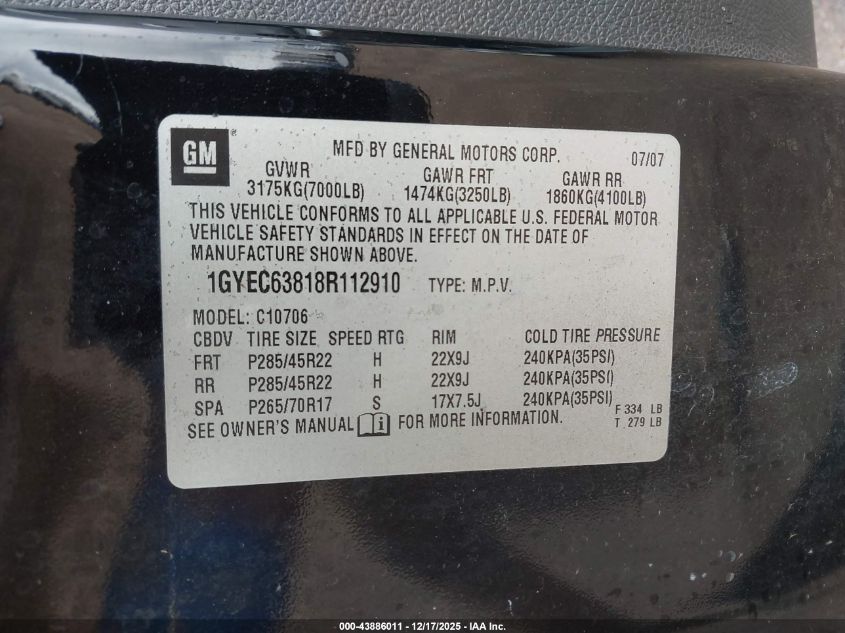 GM
MFD BY GENERAL MOTORS CORP. 07/07
GVWR GAWR FRT GAWR RR
3175KG(7000LB) 1474KG(3250LB) 1860KG(4100LB)
THIS VEHICLE CONFORMS TO ALL APPLICABLE U.S. FEDERAL MOTOR
VEHICLE SAFETY STANDARDS IN EFFECT ON THE DATE OF
MANUFACTURE SHOWN ABOVE.
1GYEC63818R112910 TYPE: M.P.V.
MODEL: C10706
CBDV TIRE SIZE SPEED RTG RIM COLD TIRE PRESSURE
FRT P285/45R22 H 22X9J 240KPA(35PSI)
RR P285/45R22 H 22X9J 240KPA(35PSI)
SPA P265/70R17 S 17X7.5J 240KPA(35PSI)
F 334 LB
T 279 LB
SEE OWNER'S MANUAL i FOR MORE INFORMATION.
000-43886011 - 12/17/2025 - IAA Inc.